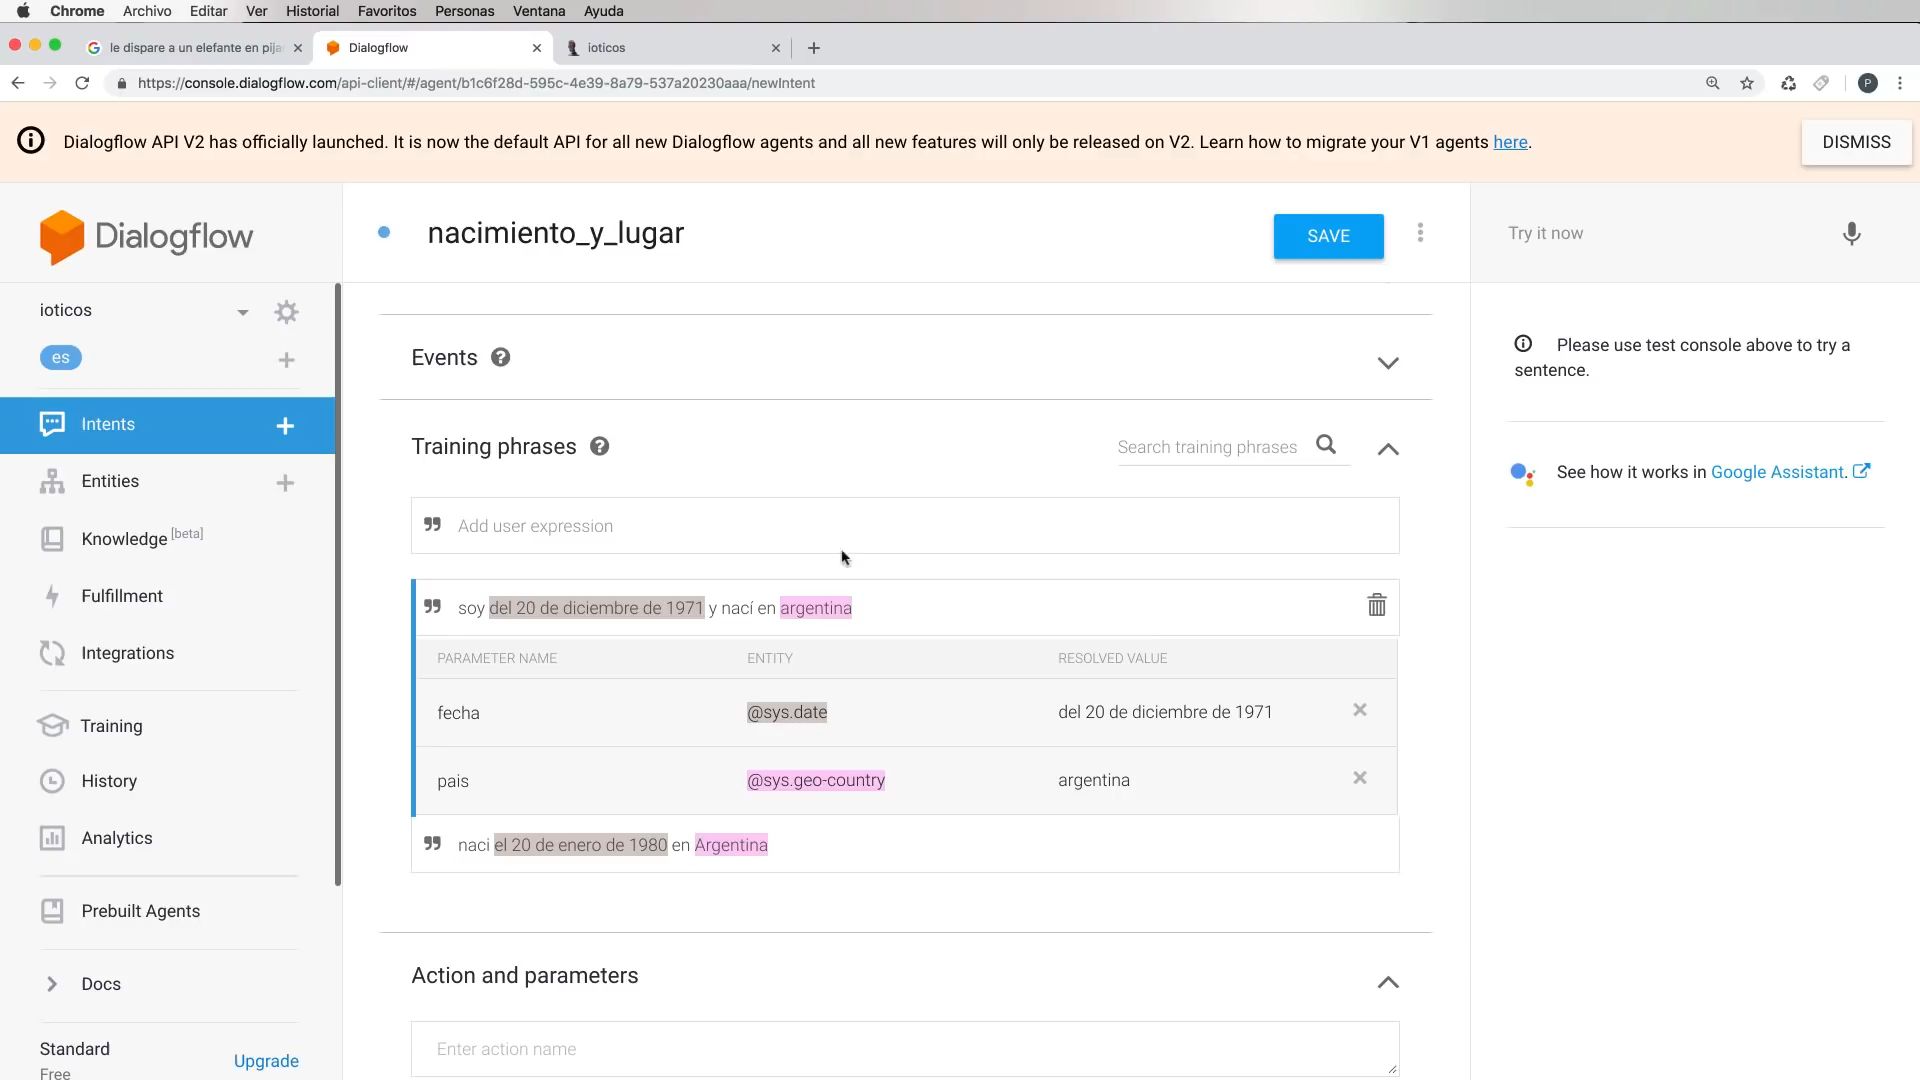 Chrome Archivo Editar Ver Historial Favoritos Personas Ventana Ayuda
le dispare a un elefante en pija
Dialogflow
ioticos
https://console.dialogflow.com/api-client/#/agent/b1c6f28d-595c-4e39-8a79-537a20230aaa/newIntent
P
Dialogflow API V2 has officially launched. It is now the default API for all new Dialogflow agents and all new features will only be released on V2. Learn how to migrate your V1 agents here.
DISMISS
Dialogflow
nacimiento_y_lugar
SAVE
Try it now
ioticos
es
Intents
Entities
Knowledge [beta]
Fulfillment
Integrations
Training
History
Analytics
Prebuilt Agents
Docs
Standard
Free
Upgrade
Events
Training phrases
Search training phrases
Add user expression
soy del 20 de diciembre de 1971 y nací en argentina
PARAMETER NAME ENTITY RESOLVED VALUE
fecha @sys.date del 20 de diciembre de 1971
pais @sys.geo-country argentina
naci el 20 de enero de 1980 en Argentina
Action and parameters
Enter action name
Please use test console above to try a
sentence.
See how it works in Google Assistant.